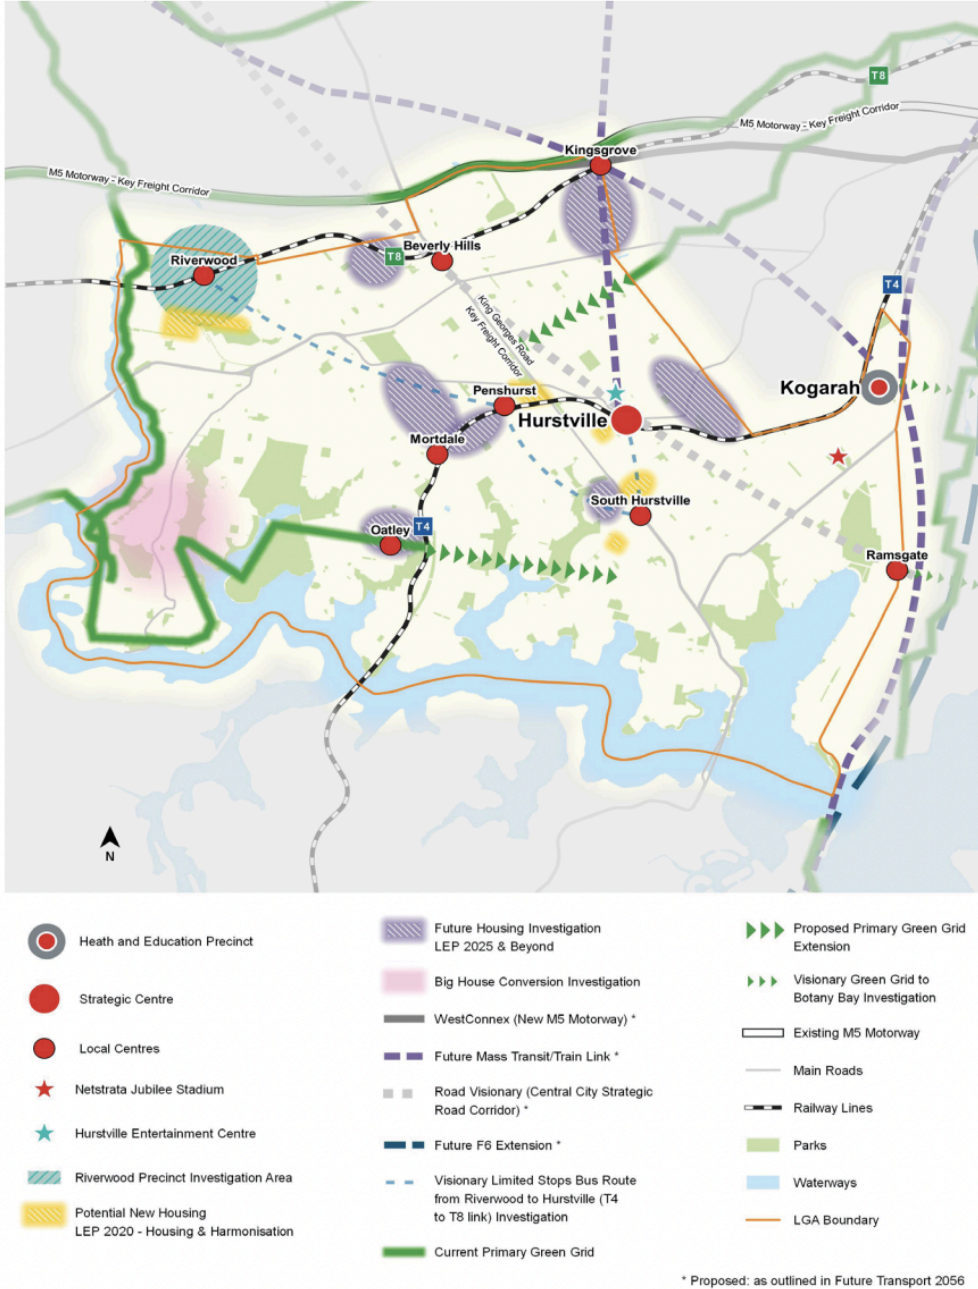 T8
M5 Motorway - Key Freight Corridor
Kingsgrove
M5 Motorway - Key Freight Corridor
Riverwood
T8
Beverly Hills
King Georges Road
Key Freight Corridor
T4
Kogarah
Penshurst
Hurstville
Mortdale
South Hurstville
Oatley
T4
Ramsgate
N
Heath and Education Precinct
Strategic Centre
Local Centres
Netstrata Jubilee Stadium
Hurstville Entertainment Centre
Riverwood Precinct Investigation Area
Potential New Housing
LEP 2020 - Housing & Harmonisation
Future Housing Investigation
LEP 2025 & Beyond
Big House Conversion Investigation
WestConnex (New M5 Motorway) *
Future Mass Transit/Train Link *
Road Visionary (Central City Strategic
Road Corridor) *
Future F6 Extension *
Visionary Limited Stops Bus Route
from Riverwood to Hurstville (T4
to T8 link) Investigation
Current Primary Green Grid
Proposed Primary Green Grid
Extension
Visionary Green Grid to
Botany Bay Investigation
Existing M5 Motorway
Main Roads
Railway Lines
Parks
Waterways
LGA Boundary
* Proposed: as outlined in Future Transport 2056